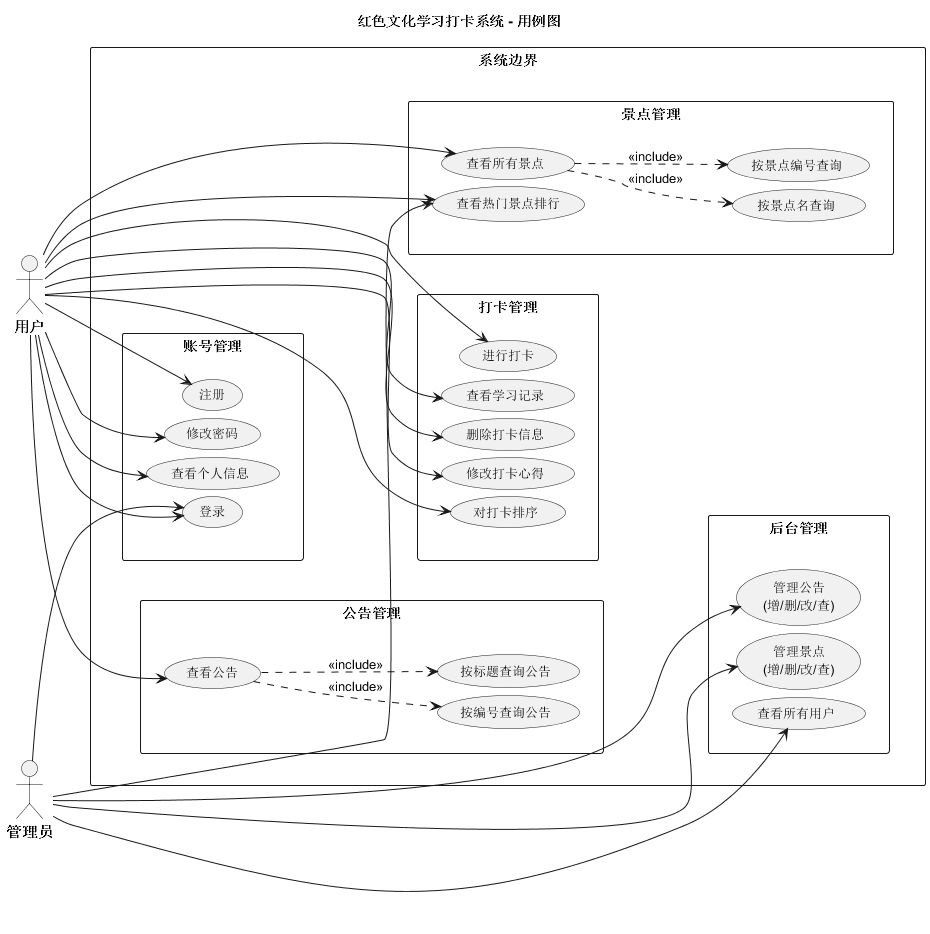 红色文化学习打卡系统 - 用例图
系统边界
景点管理
查看所有景点
«include»
按景点编号查询
«include»
查看热门景点排行
按景点名查询
用户
打卡管理
进行打卡
查看学习记录
删除打卡信息
修改打卡心得
对打卡排序
账号管理
注册
修改密码
查看个人信息
登录
后台管理
管理公告
(增/删/改/查)
管理景点
(增/删/改/查)
查看所有用户
公告管理
查看公告
«include»
按标题查询公告
«include»
按编号查询公告
管理员